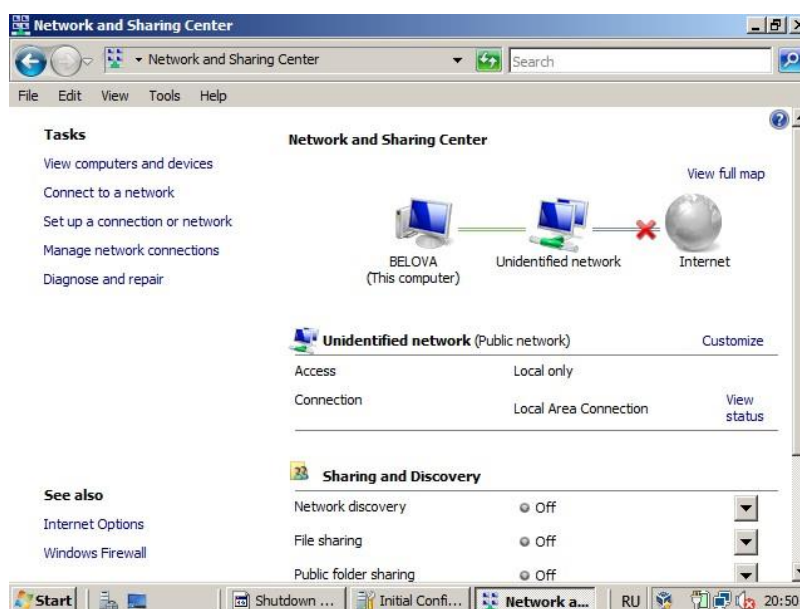 Network and Sharing Center
Network and Sharing Center
Search
File Edit View Tools Help
Tasks
View computers and devices
Connect to a network
Set up a connection or network
Manage network connections
Diagnose and repair
See also
Internet Options
Windows Firewall
Network and Sharing Center
View full map
BELOVA
(This computer)
Unidentified network
Internet
Unidentified network (Public network)
Customize
Access Local only
Connection Local Area Connection
View
status
Sharing and Discovery
Network discovery Off
File sharing Off
Public folder sharing Off
Start Shutdown ... Initial Confi... Network a... RU 20:50